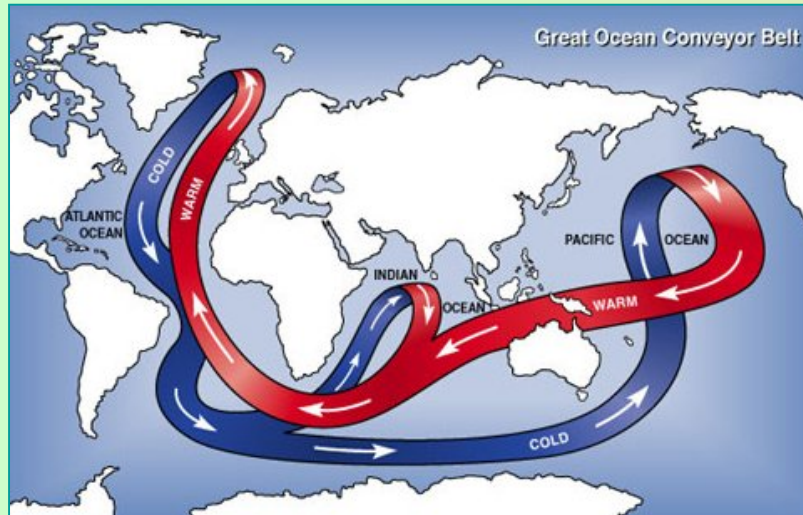 Great Ocean Conveyor Belt
COLD
WARM
ATLANTIC
OCEAN
INDIAN
OCEAN
PACIFIC
OCEAN
WARM
COLD